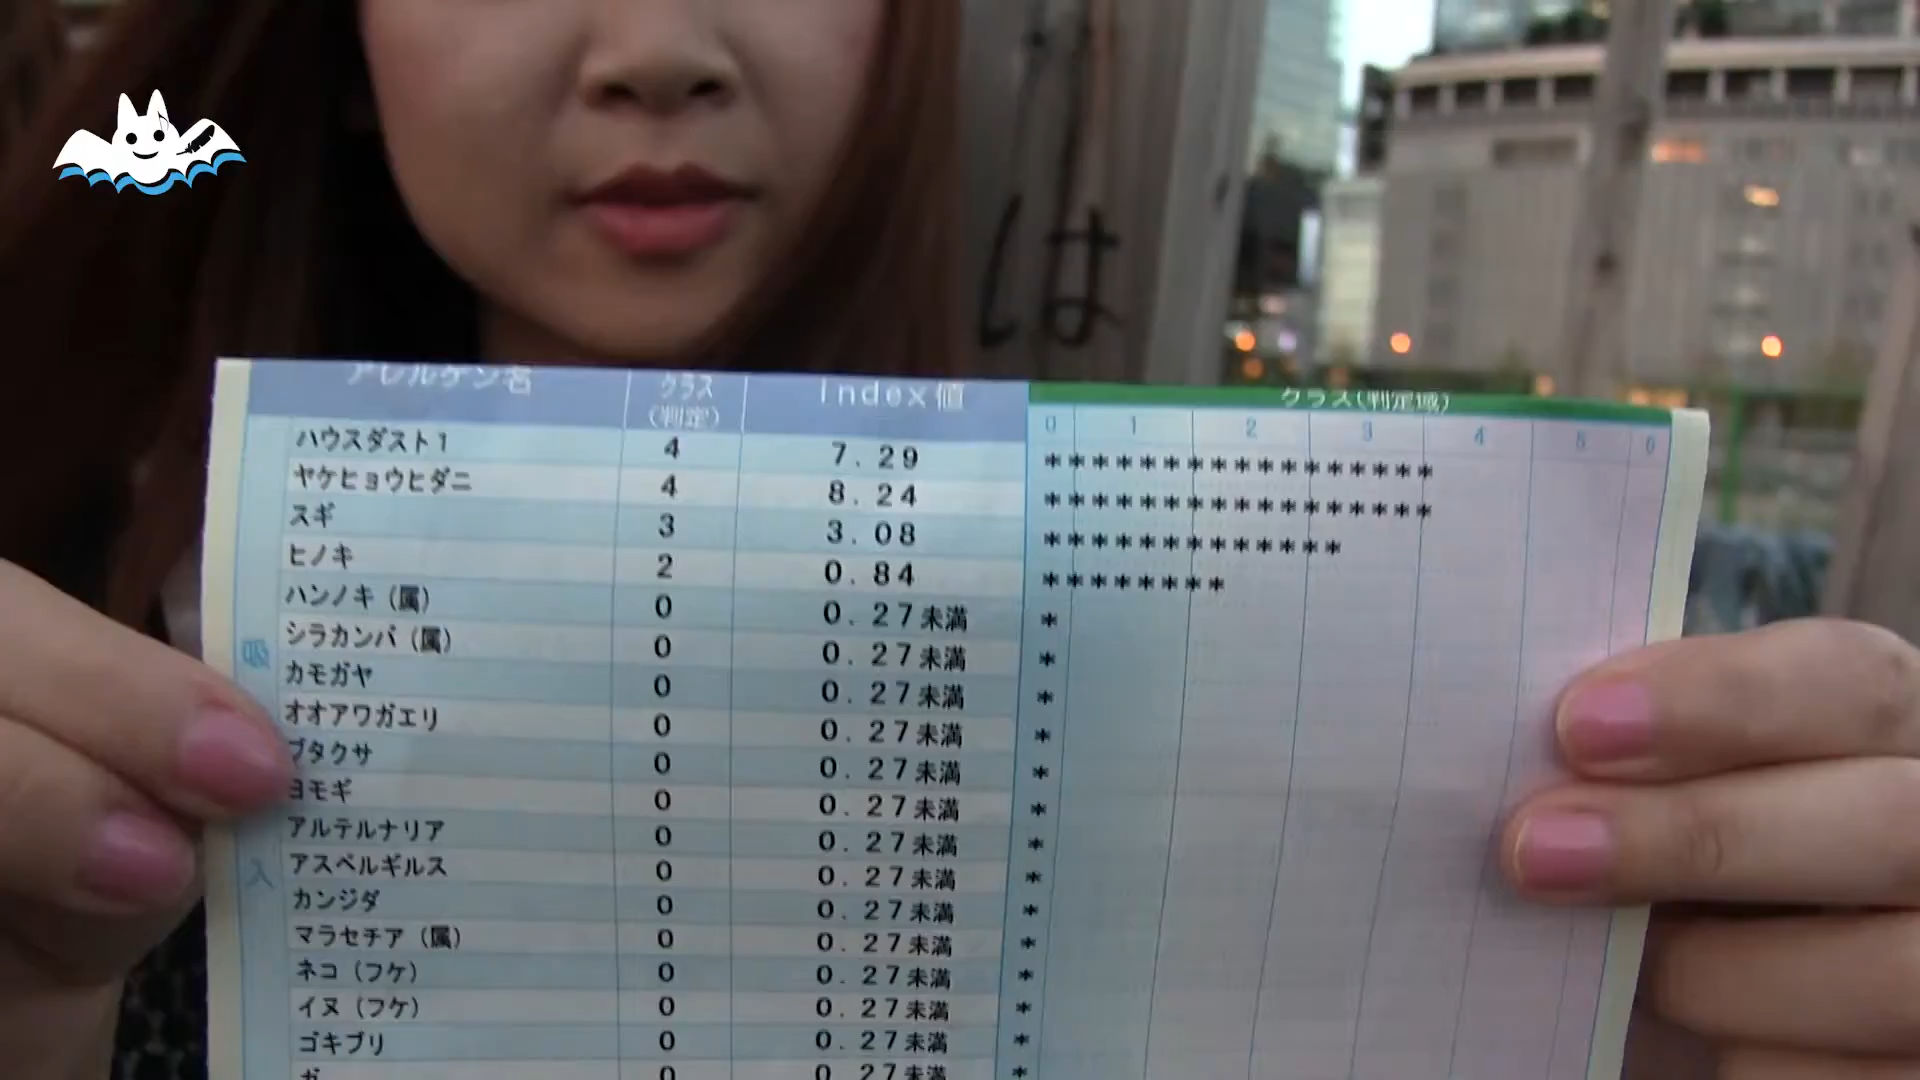 は
アレルゲン名 クラス(判定) Index値 クラス(判定域)
0 1 2 3 4 5 6
吸入
ハウスダスト1 4 7.29 *****************
ヤケヒョウヒダニ 4 8.24 *****************
スギ 3 3.08 *************
ヒノキ 2 0.84 ********
ハンノキ(属) 0 0.27未満 *
シラカンバ(属) 0 0.27未満 *
カモガヤ 0 0.27未満 *
オオアワガエリ 0 0.27未満 *
ブタクサ 0 0.27未満 *
ヨモギ 0 0.27未満 *
アルテルナリア 0 0.27未満 *
アスペルギルス 0 0.27未満 *
カンジダ 0 0.27未満 *
マラセチア(属) 0 0.27未満 *
ネコ(フケ) 0 0.27未満 *
イヌ(フケ) 0 0.27未満 *
ゴキブリ 0 0.27未満 *
ガ 0 0.27未満 *